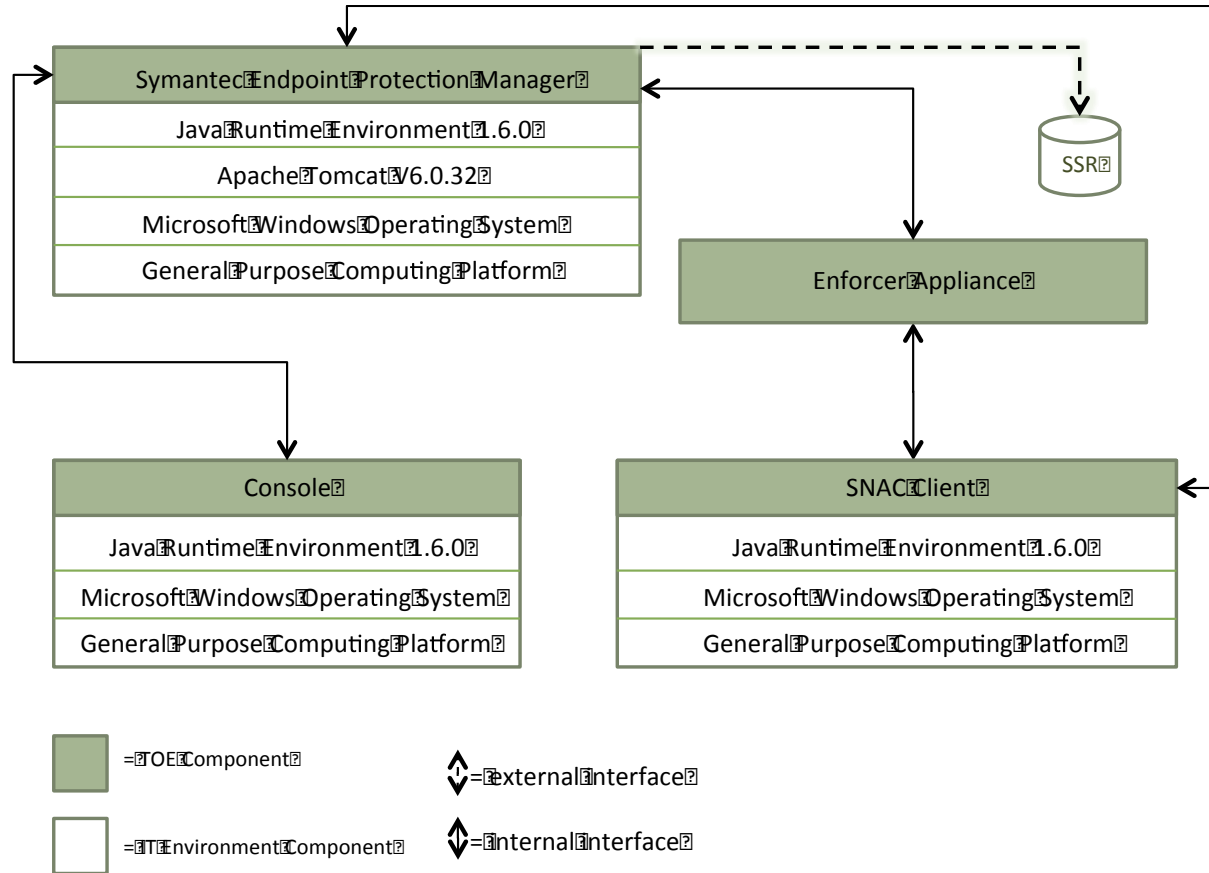 Symantec Endpoint Protection Manager
Java Runtime Environment 1.6.0
Apache Tomcat V6.0.32
Microsoft Windows Operating System
General Purpose Computing Platform
SSR
Enforcer Appliance
Console
Java Runtime Environment 1.6.0
Microsoft Windows Operating System
General Purpose Computing Platform
SNAC Client
Java Runtime Environment 1.6.0
Microsoft Windows Operating System
General Purpose Computing Platform
= TOE Component
= external interface
= IT Environment Component
= internal interface